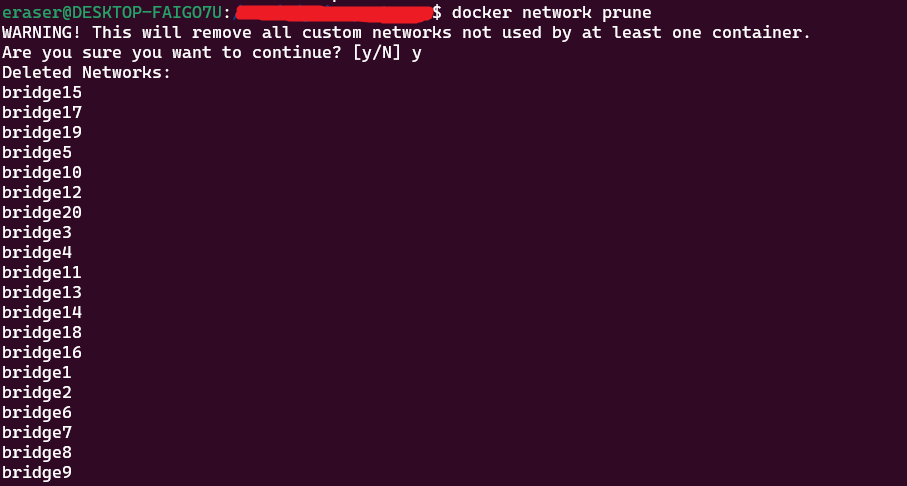 eraser@DESKTOP-FAIGO7U:$ docker network prune
WARNING! This will remove all custom networks not used by at least one container.
Are you sure you want to continue? [y/N] y
Deleted Networks:
bridge15
bridge17
bridge19
bridge5
bridge10
bridge12
bridge20
bridge3
bridge4
bridge11
bridge13
bridge14
bridge18
bridge16
bridge1
bridge2
bridge6
bridge7
bridge8
bridge9